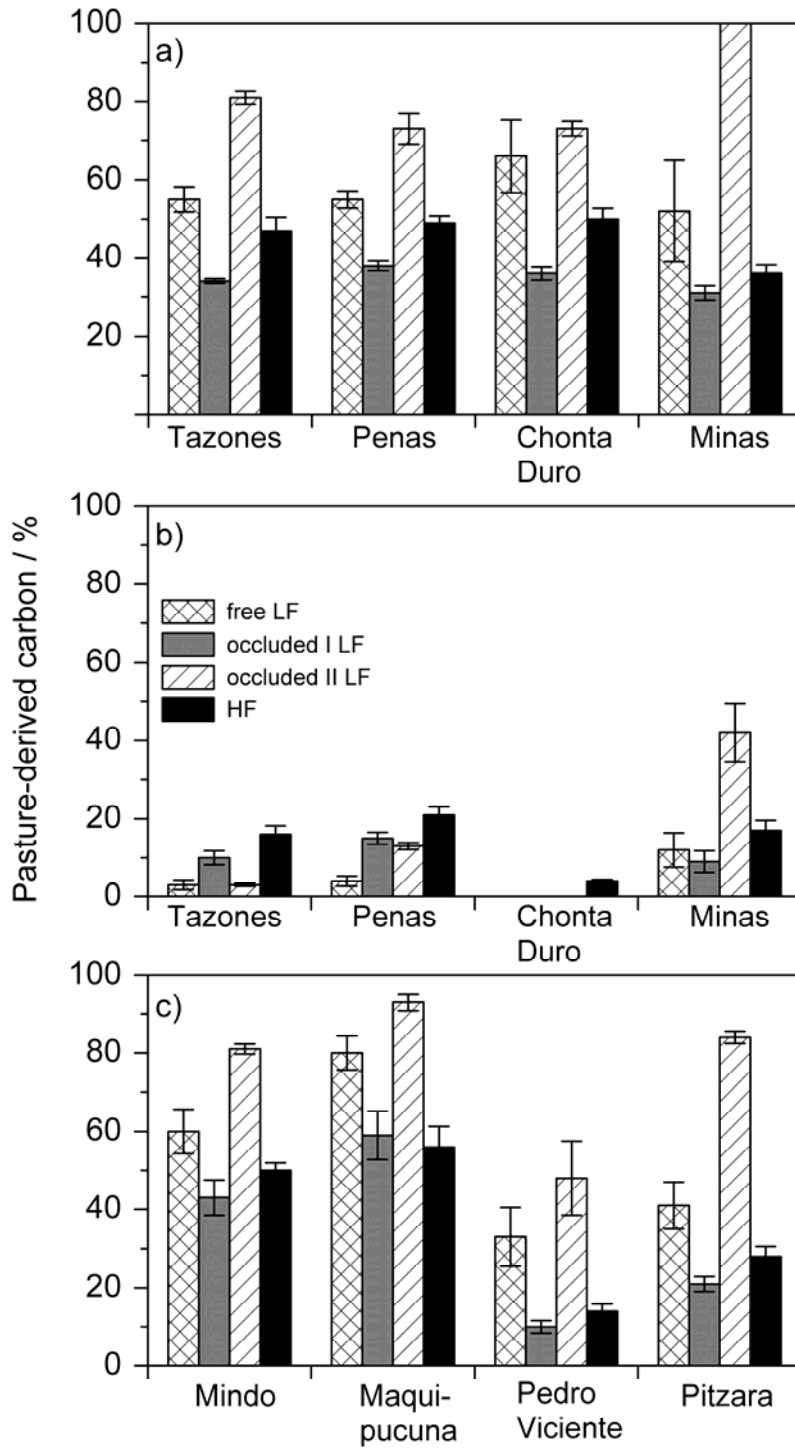 Pasture-derived carbon / %
100
a)
80
60
40
20
Tazones Penas Chonta Minas
Duro
100
b)
80
free LF
60
occluded I LF
occluded II LF
40
HF
20
0
Tazones Penas Chonta Minas
Duro
100
c)
80
60
40
20
0
Mindo Maqui- Pedro Pitzara
pucuna Viciente